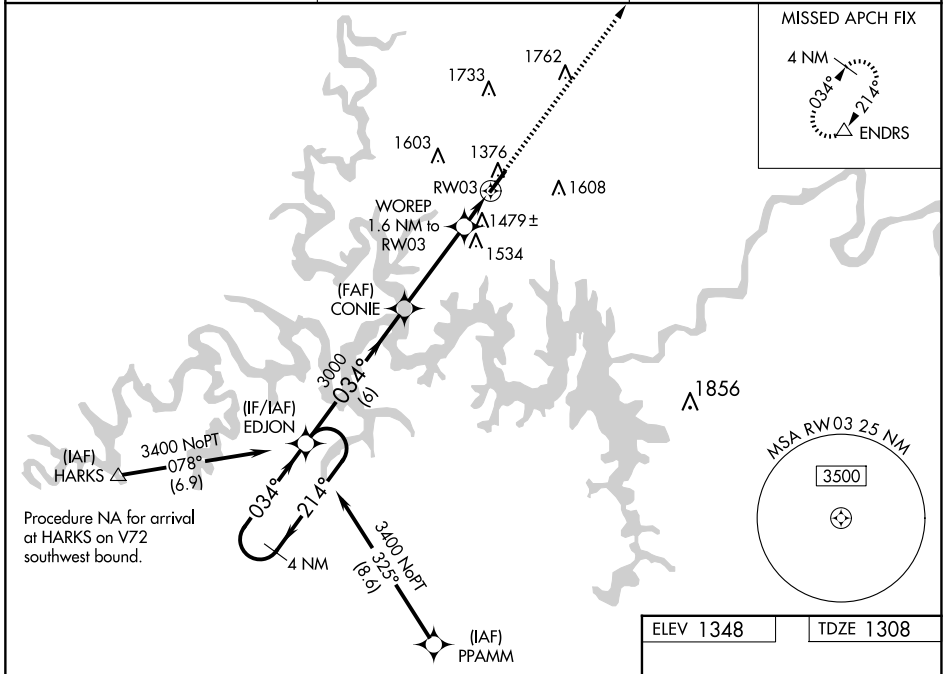 MISSED APCH FIX
4 NM
034°
214°
ENDRS
1762
1733
1603
1376
RW03
1608
WOREP
1.6 NM to
RW03
1479±
1534
(FAF)
CONIE
3000
034°
(6)
1856
(IF/IAF)
EDJON
(IAF)
HARKS
3400 NoPT
078°
(6.9)
034°
214°
4 NM
Procedure NA for arrival
at HARKS on V72
southwest bound.
3400 NoPT
325°
(8.6)
(IAF)
PPAMM
MSA RW03 25 NM
3500
ELEV 1348
TDZE 1308